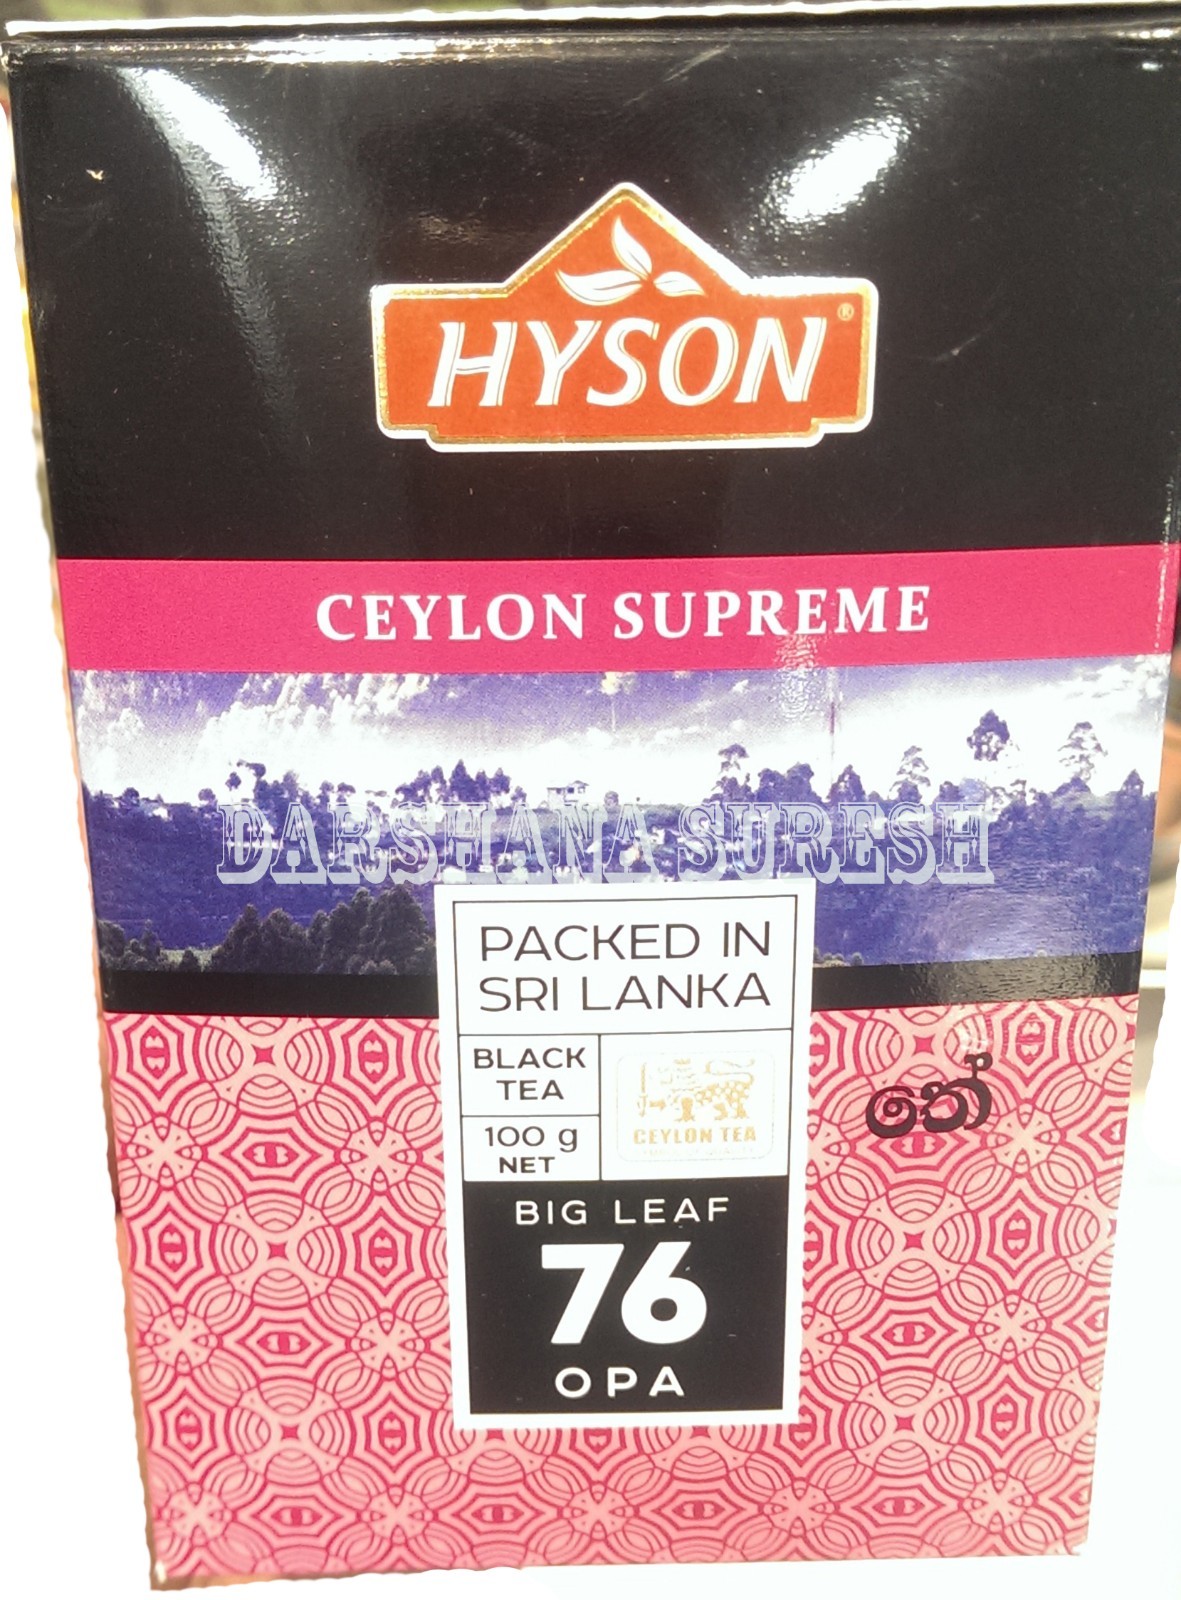 HYSON®
CEYLON SUPREME
DARSHANA SURESH
PACKED IN
SRI LANKA
BLACK
TEA
100 g
NET
CEYLON TEA
තේ
BIG LEAF
76
OPA